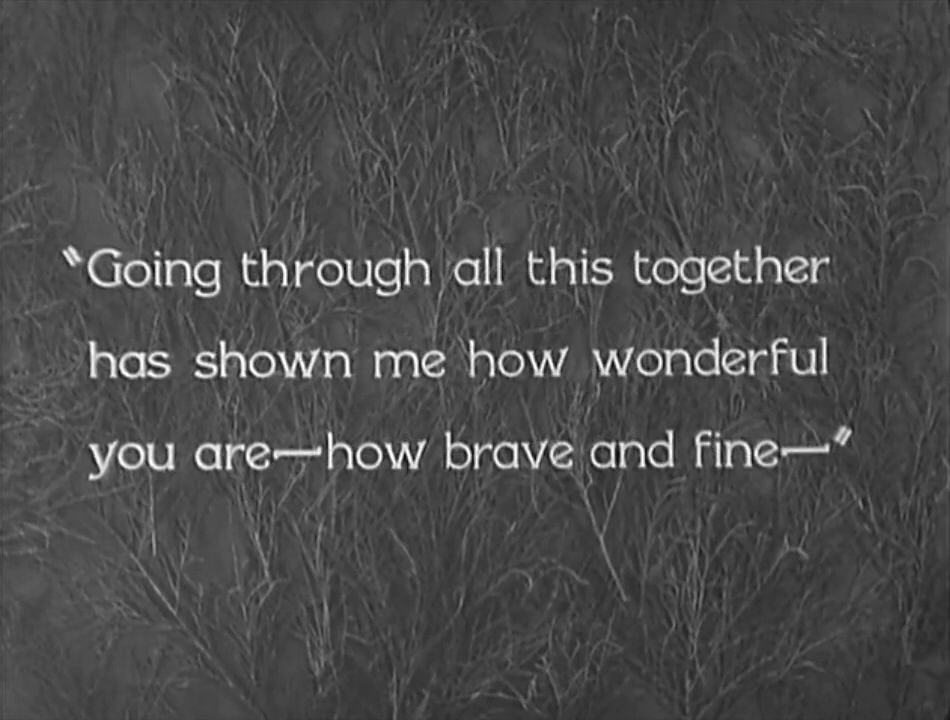 "Going through all this together
has shown me how wonderful
you are—how brave and fine—"